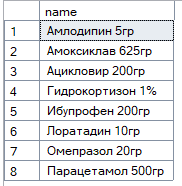 name
1 Амлодипин 5гр
2 Амоксиклав 625гр
3 Ацикловир 200гр
4 Гидрокортизон 1%
5 Ибупрофен 200гр
6 Лоратадин 10гр
7 Омепразол 20гр
8 Парацетамол 500гр